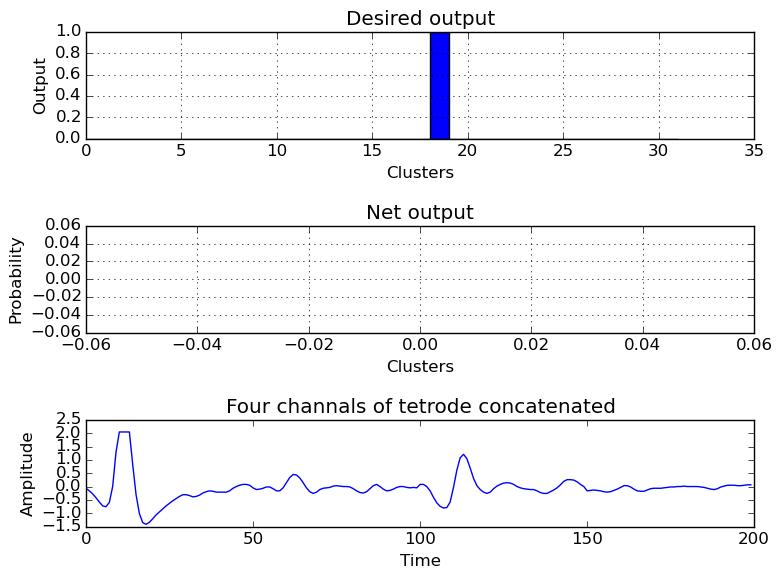 Desired output
1.0
0.8
0.6
0.4
0.2
0.0
Output
0 5 10 15 20 25 30 35
Clusters
Net output
0.06
0.04
0.02
0.00
−0.02
−0.04
−0.06
Probability
−0.06 −0.04 −0.02 0.00 0.02 0.04 0.06
Clusters
Four channels of tetrode concatenated
2.5
2.0
1.5
1.0
0.5
0.0
−0.5
−1.0
−1.5
Amplitude
0 50 100 150 200
Time